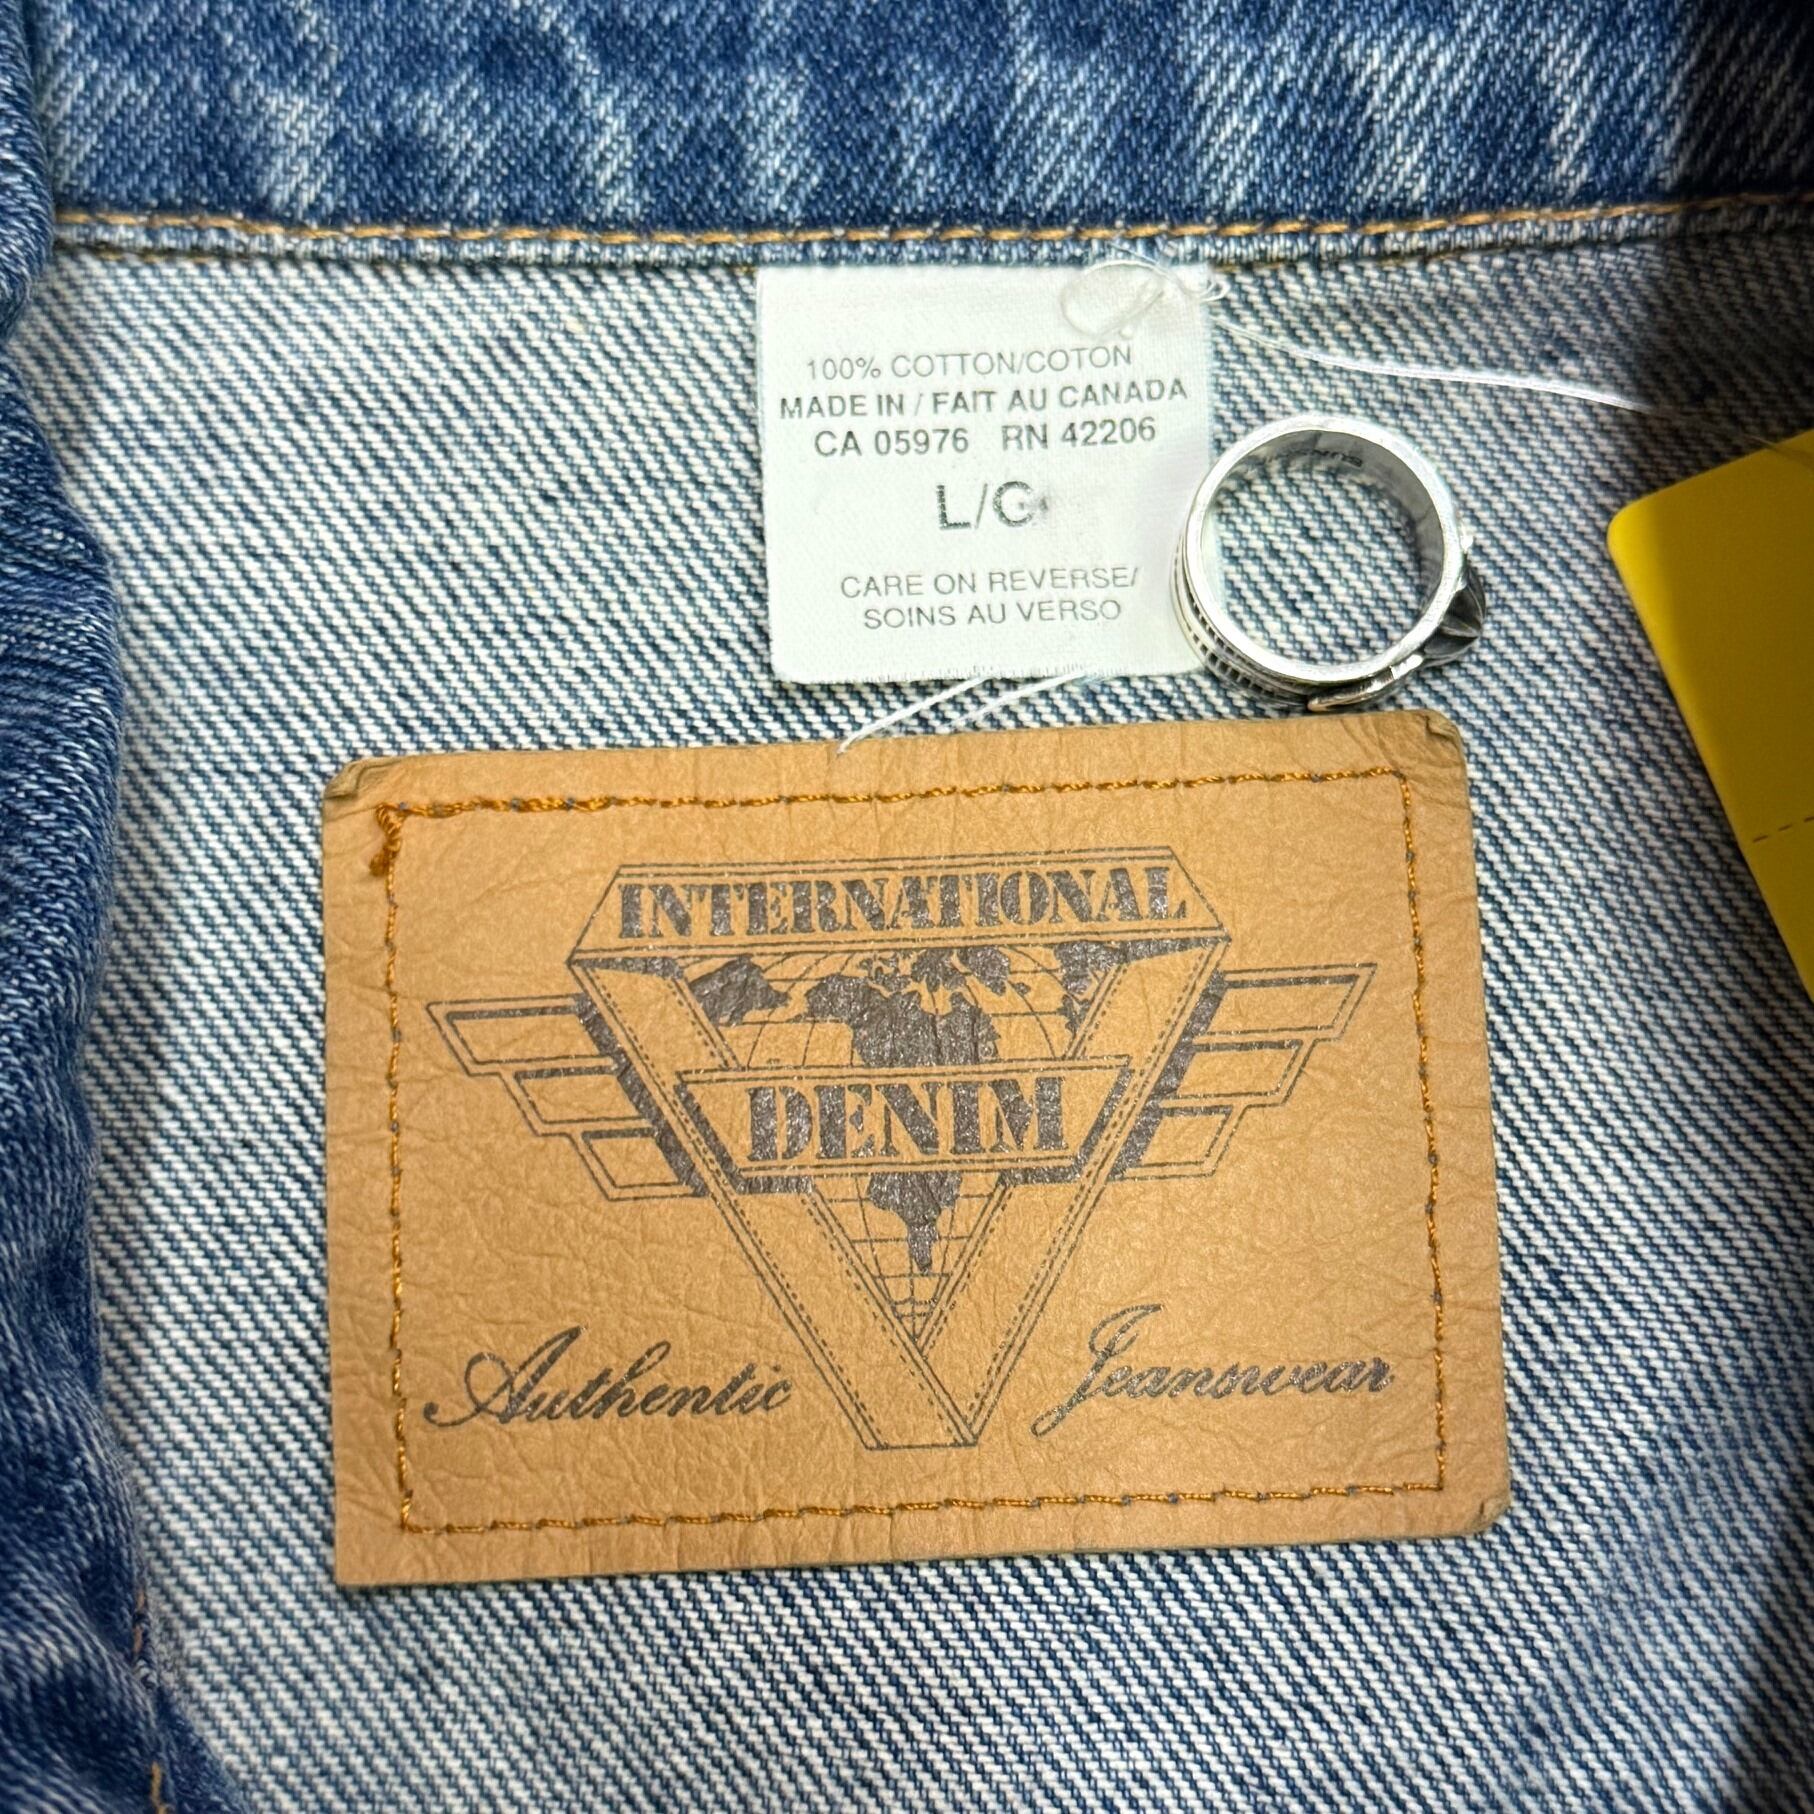 100% COTTON/COTON
MADE IN / FAIT AU CANADA
CA 05976 RN 42206
L/G
CARE ON REVERSE/
SOINS AU VERSO
INTERNATIONAL
DENIM
Authentic Jeanswear